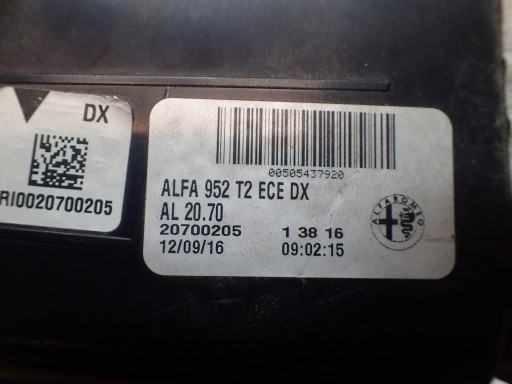 DX
RI0020700205
00505437920
ALFA 952 T2 ECE DX
AL 20.70
20700205 1 38 16
12/09/16 09:02:15
ALFA ROMEO